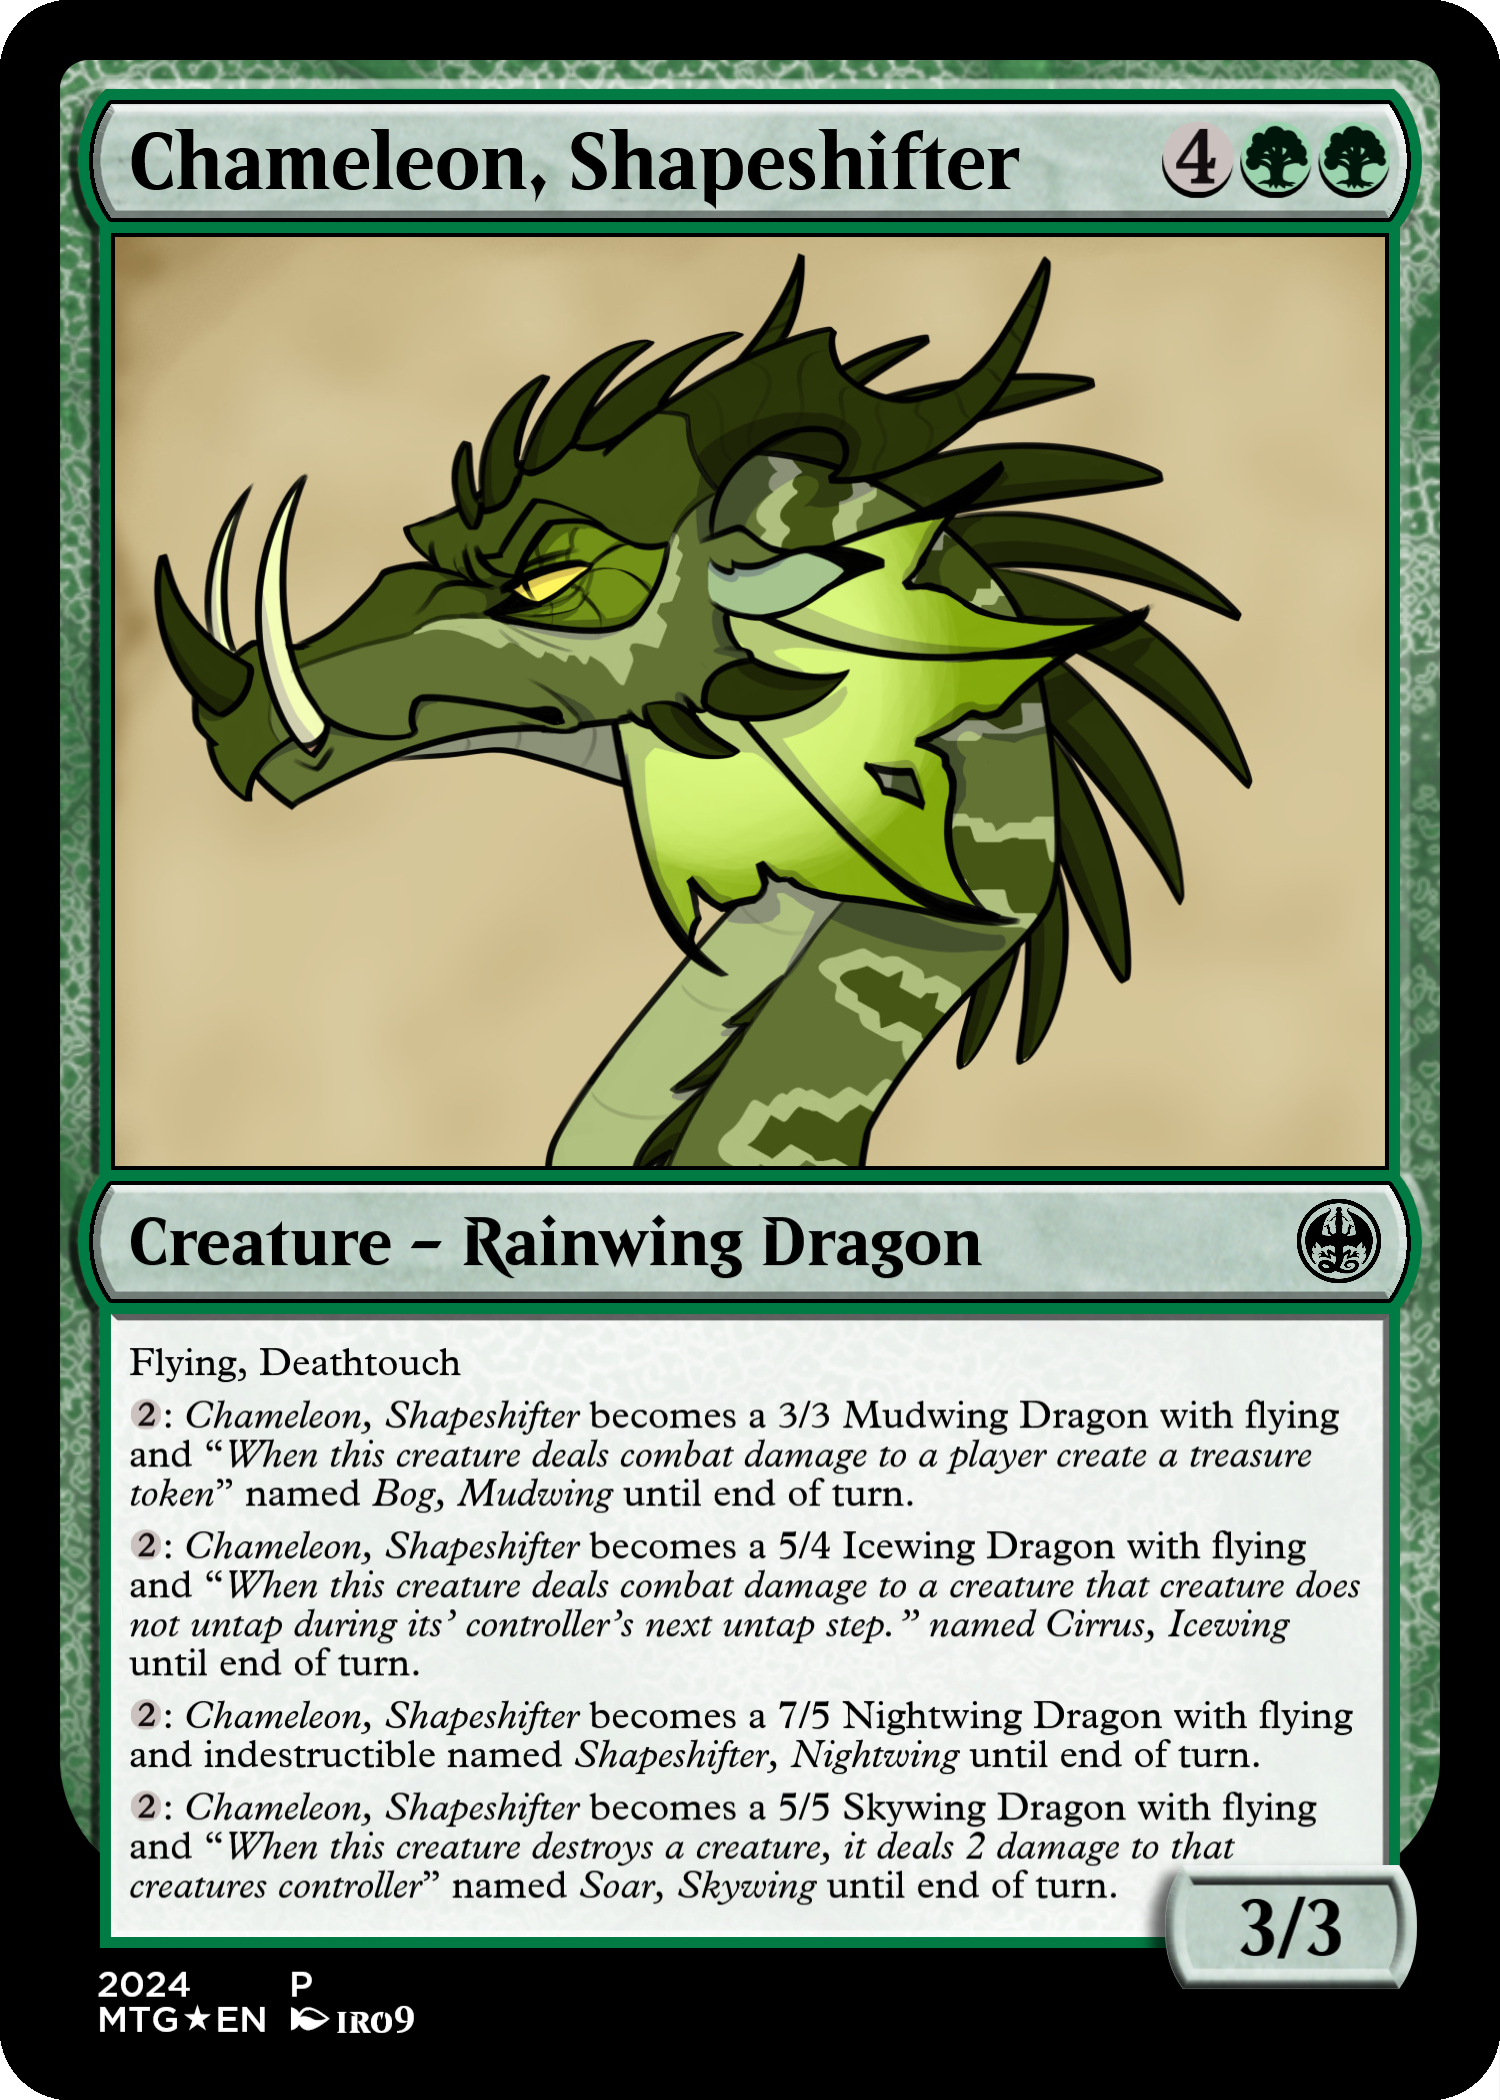 Chameleon, Shapeshifter 4
Creature – Rainwing Dragon
Flying, Deathtouch
2: Chameleon, Shapeshifter becomes a 3/3 Mudwing Dragon with flying
and “When this creature deals combat damage to a player create a treasure
token” named Bog, Mudwing until end of turn.
2: Chameleon, Shapeshifter becomes a 5/4 Icewing Dragon with flying
and “When this creature deals combat damage to a creature that creature does
not untap during its’ controller’s next untap step.” named Cirrus, Icewing
until end of turn.
2: Chameleon, Shapeshifter becomes a 7/5 Nightwing Dragon with flying
and indestructible named Shapeshifter, Nightwing until end of turn.
2: Chameleon, Shapeshifter becomes a 5/5 Skywing Dragon with flying
and “When this creature destroys a creature, it deals 2 damage to that
creatures controller” named Soar, Skywing until end of turn.
3/3
2024 P
MTG★EN IRO9